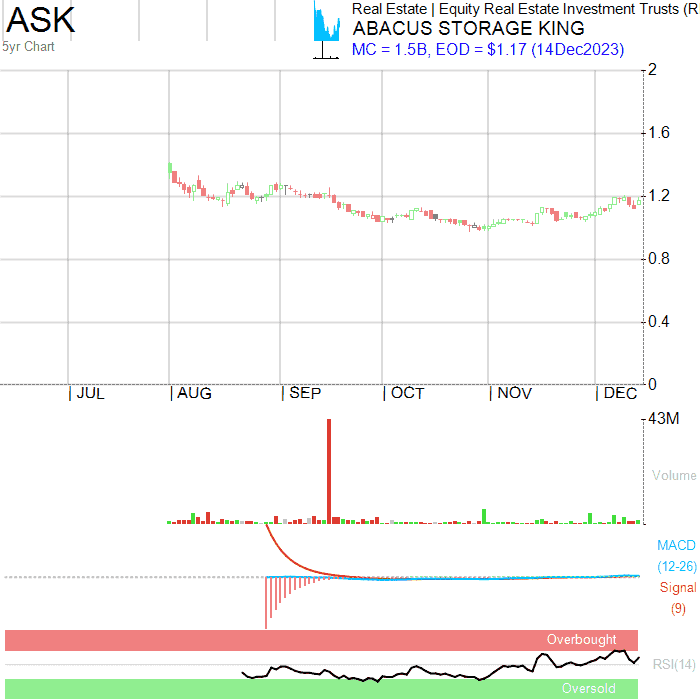 ASK
5yr Chart
Real Estate | Equity Real Estate Investment Trusts (R
ABACUS STORAGE KING
MC = 1.5B, EOD = $1.17 (14Dec2023)
2
1.6
1.2
0.8
0.4
0
JUL
AUG
SEP
OCT
NOV
DEC
43M
Volume
MACD
(12-26)
Signal
(9)
Overbought
RSI(14)
Oversold